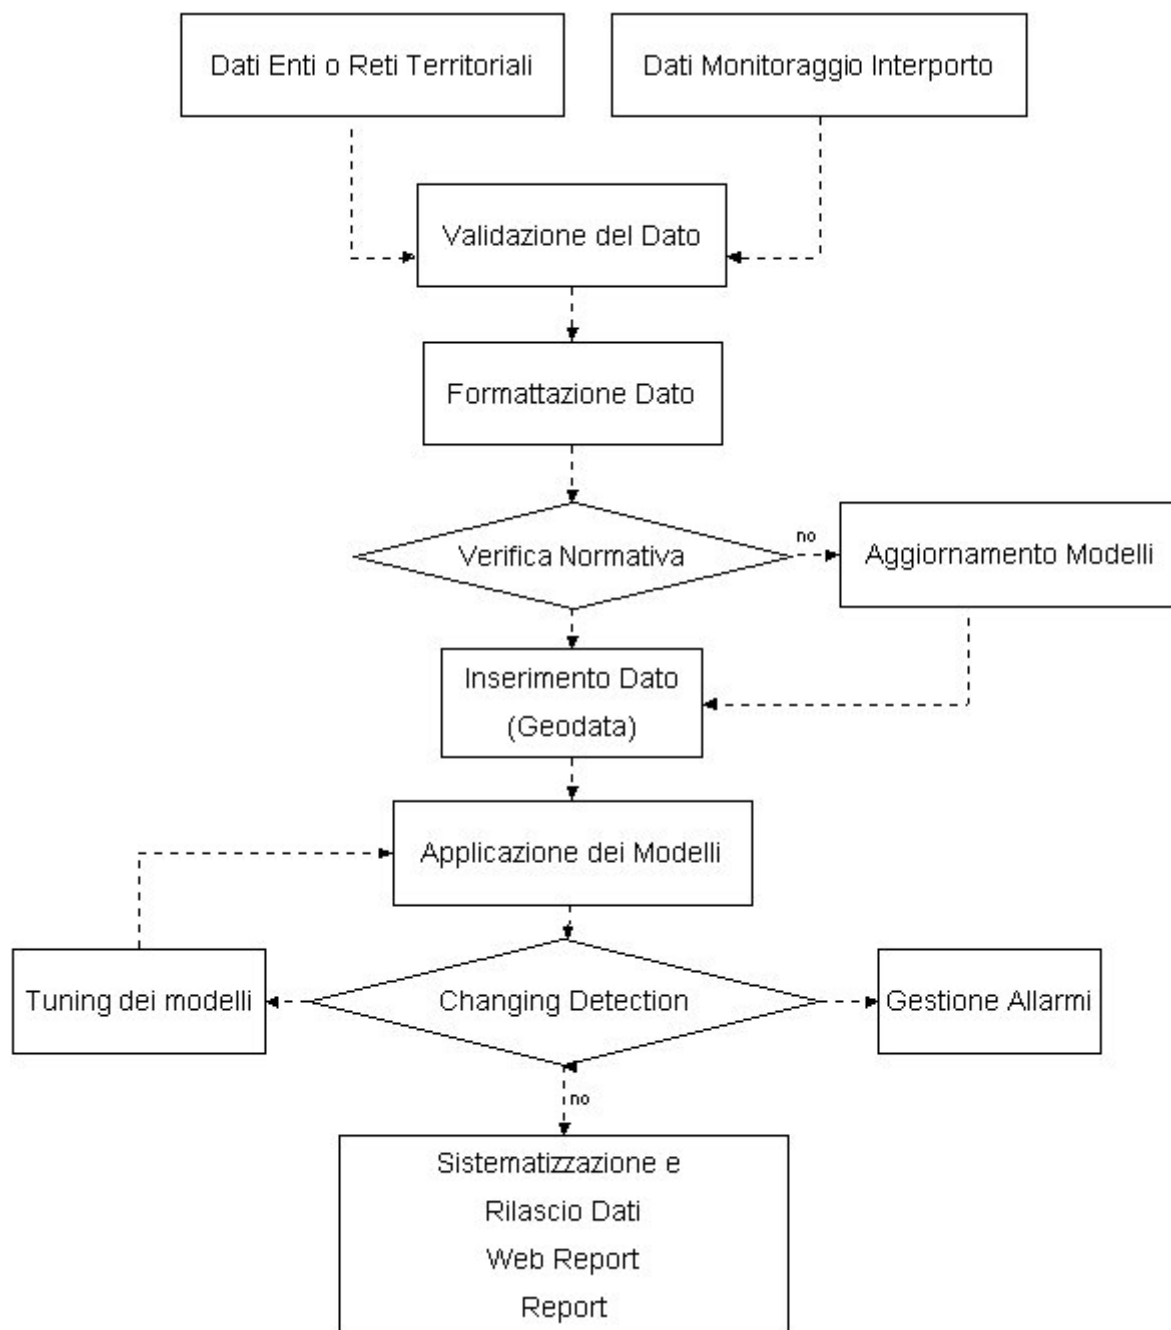 Dati Enti o Reti Territoriali
Dati Monitoraggio Interporto
Validazione del Dato
Formattazione Dato
Verifica Normativa
no
Aggiornamento Modelli
Inserimento Dato
(Geodata)
Applicazione dei Modelli
Tuning dei modelli
Changing Detection
Gestione Allarmi
no
Sistematizzazione e
Rilascio Dati
Web Report
Report